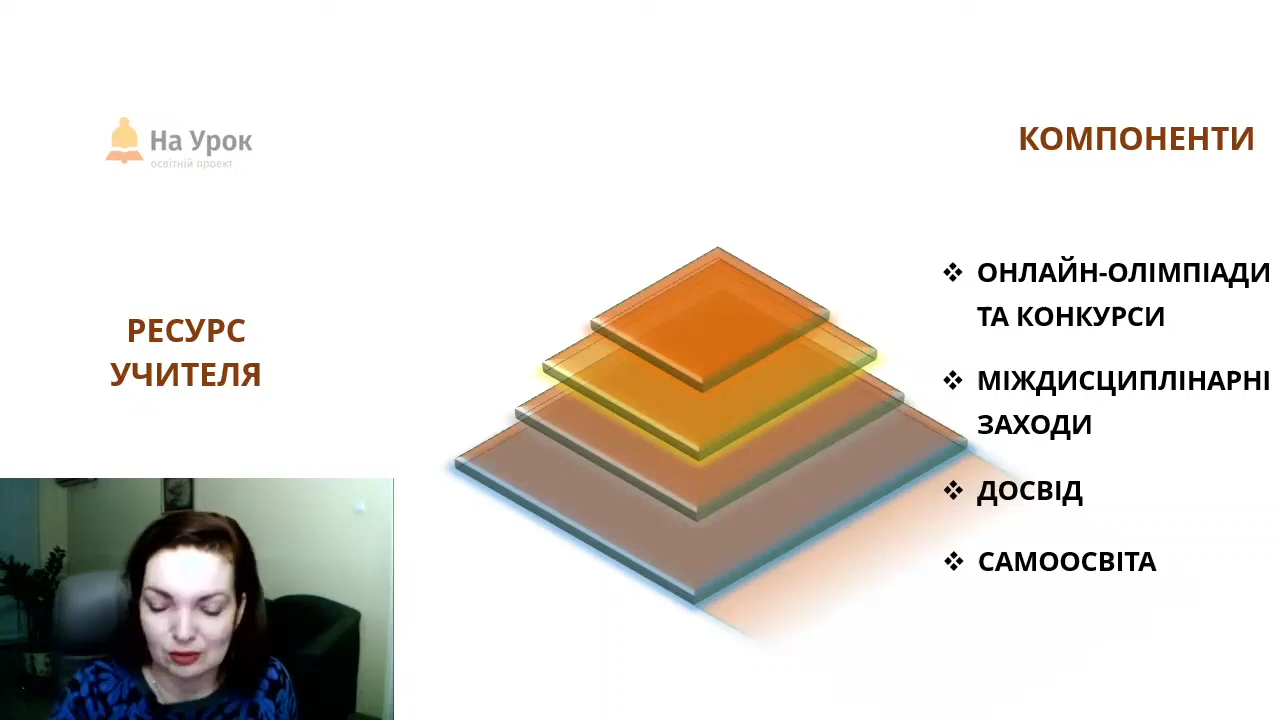 На Урок
освітній проект
КОМПОНЕНТИ
РЕСУРС
УЧИТЕЛЯ
❖ ОНЛАЙН-ОЛІМПІАДИ
ТА КОНКУРСИ
❖ МІЖДИСЦИПЛІНАРНІ
ЗАХОДИ
❖ ДОСВІД
❖ САМООСВІТА